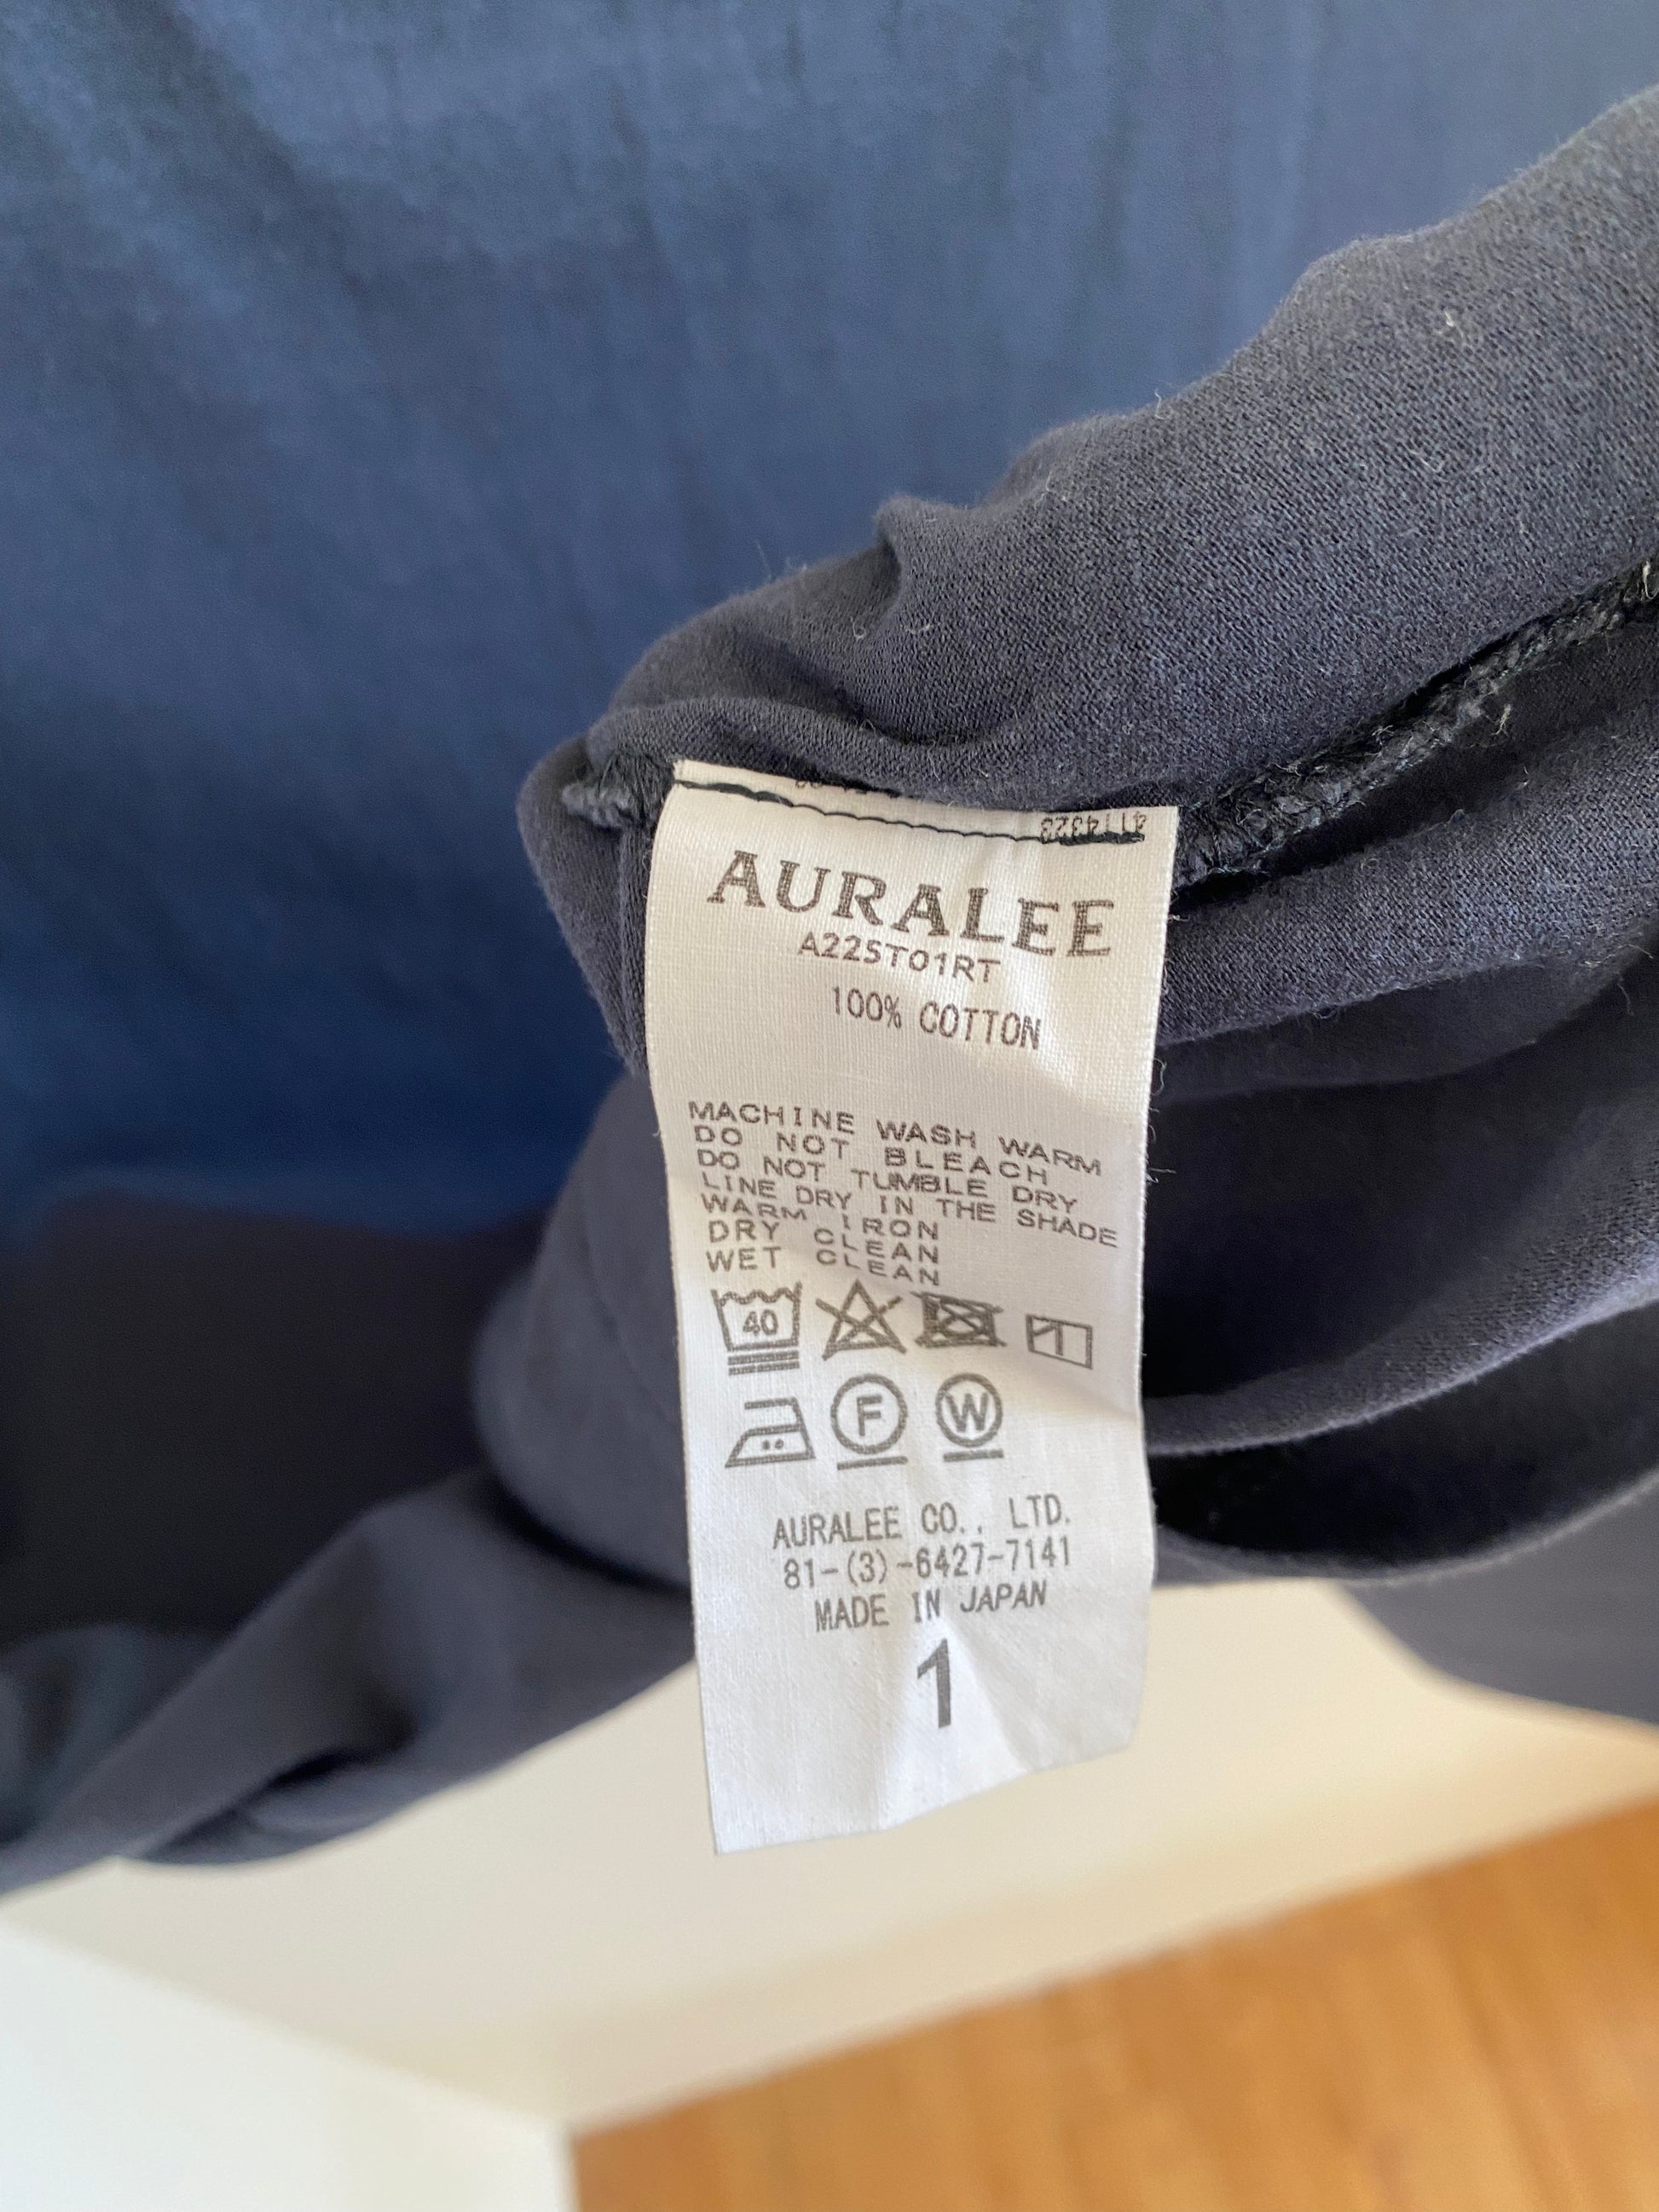 4114323
AURALEE
A22ST01RT
100% COTTON
MACHINE WASH WARM
DO NOT BLEACH
DO NOT TUMBLE DRY
LINE DRY IN THE SHADE
WARM IRON
DRY CLEAN
WET CLEAN
40
F W
AURALEE CO., LTD.
81-(3)-6427-7141
MADE IN JAPAN
1